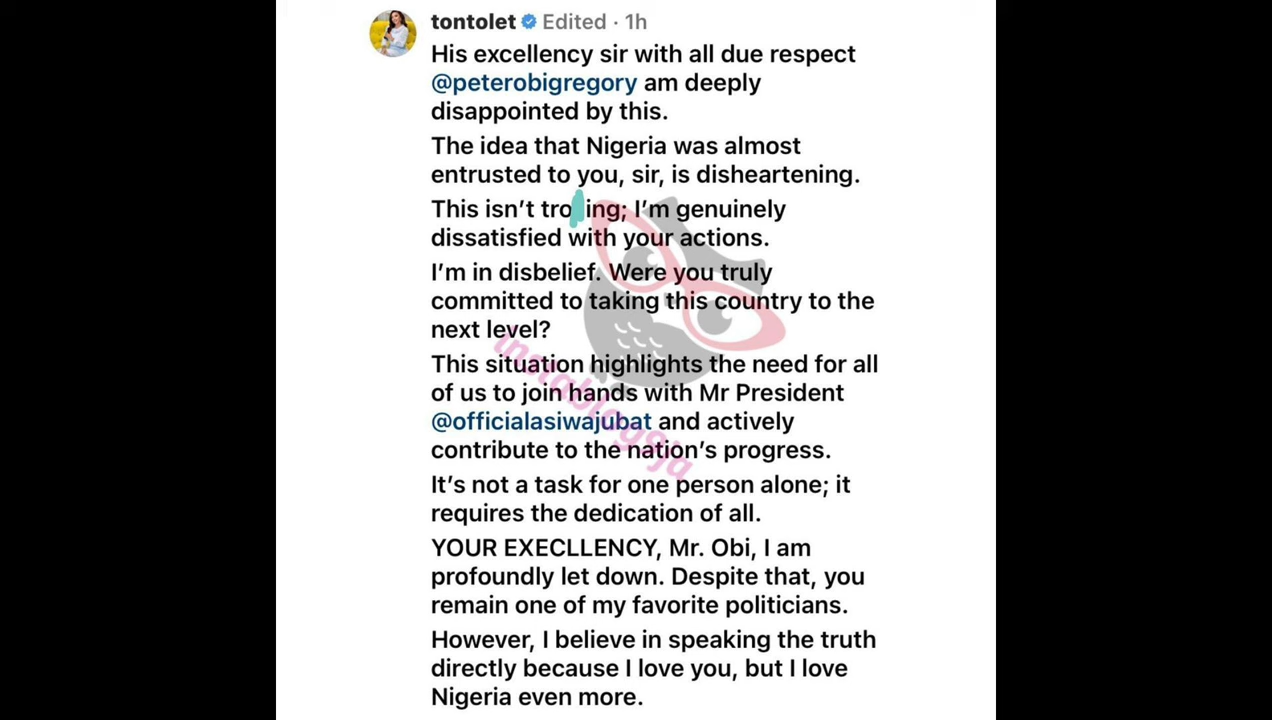 tontolet Edited · 1h
His excellency sir with all due respect
@peterobigregory am deeply
disappointed by this.
The idea that Nigeria was almost
entrusted to you, sir, is disheartening.
This isn't tro ing; I'm genuinely
dissatisfied with your actions.
I'm in disbelief. Were you truly
committed to taking this country to the
next level?
This situation highlights the need for all
of us to join hands with Mr President
@officialasiwajubat and actively
contribute to the nation's progress.
It's not a task for one person alone; it
requires the dedication of all.
YOUR EXECLLENCY, Mr. Obi, I am
profoundly let down. Despite that, you
remain one of my favorite politicians.
However, I believe in speaking the truth
directly because I love you, but I love
Nigeria even more.
instablog9ja